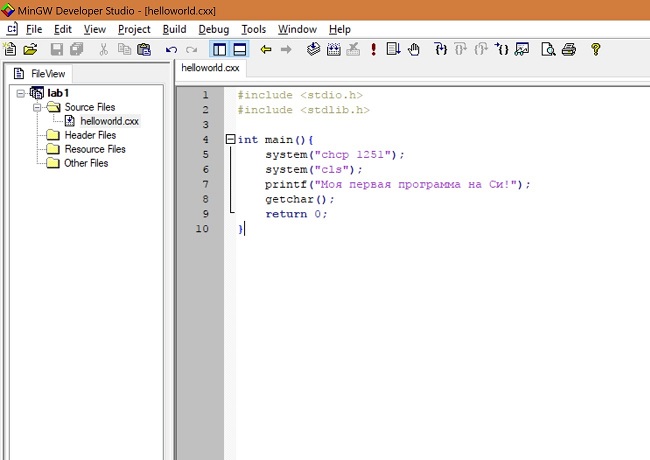 MinGW Developer Studio - [helloworld.cxx]
File Edit View Project Build Debug Tools Window Help
FileView
helloworld.cxx
lab1
Source Files
helloworld.cxx
Header Files
Resource Files
Other Files
1 #include <stdio.h>
2 #include <stdlib.h>
3
4 int main(){
5 system("chcp 1251");
6 system("cls");
7 printf("Моя первая программа на Си!");
8 getchar();
9 return 0;
10 }